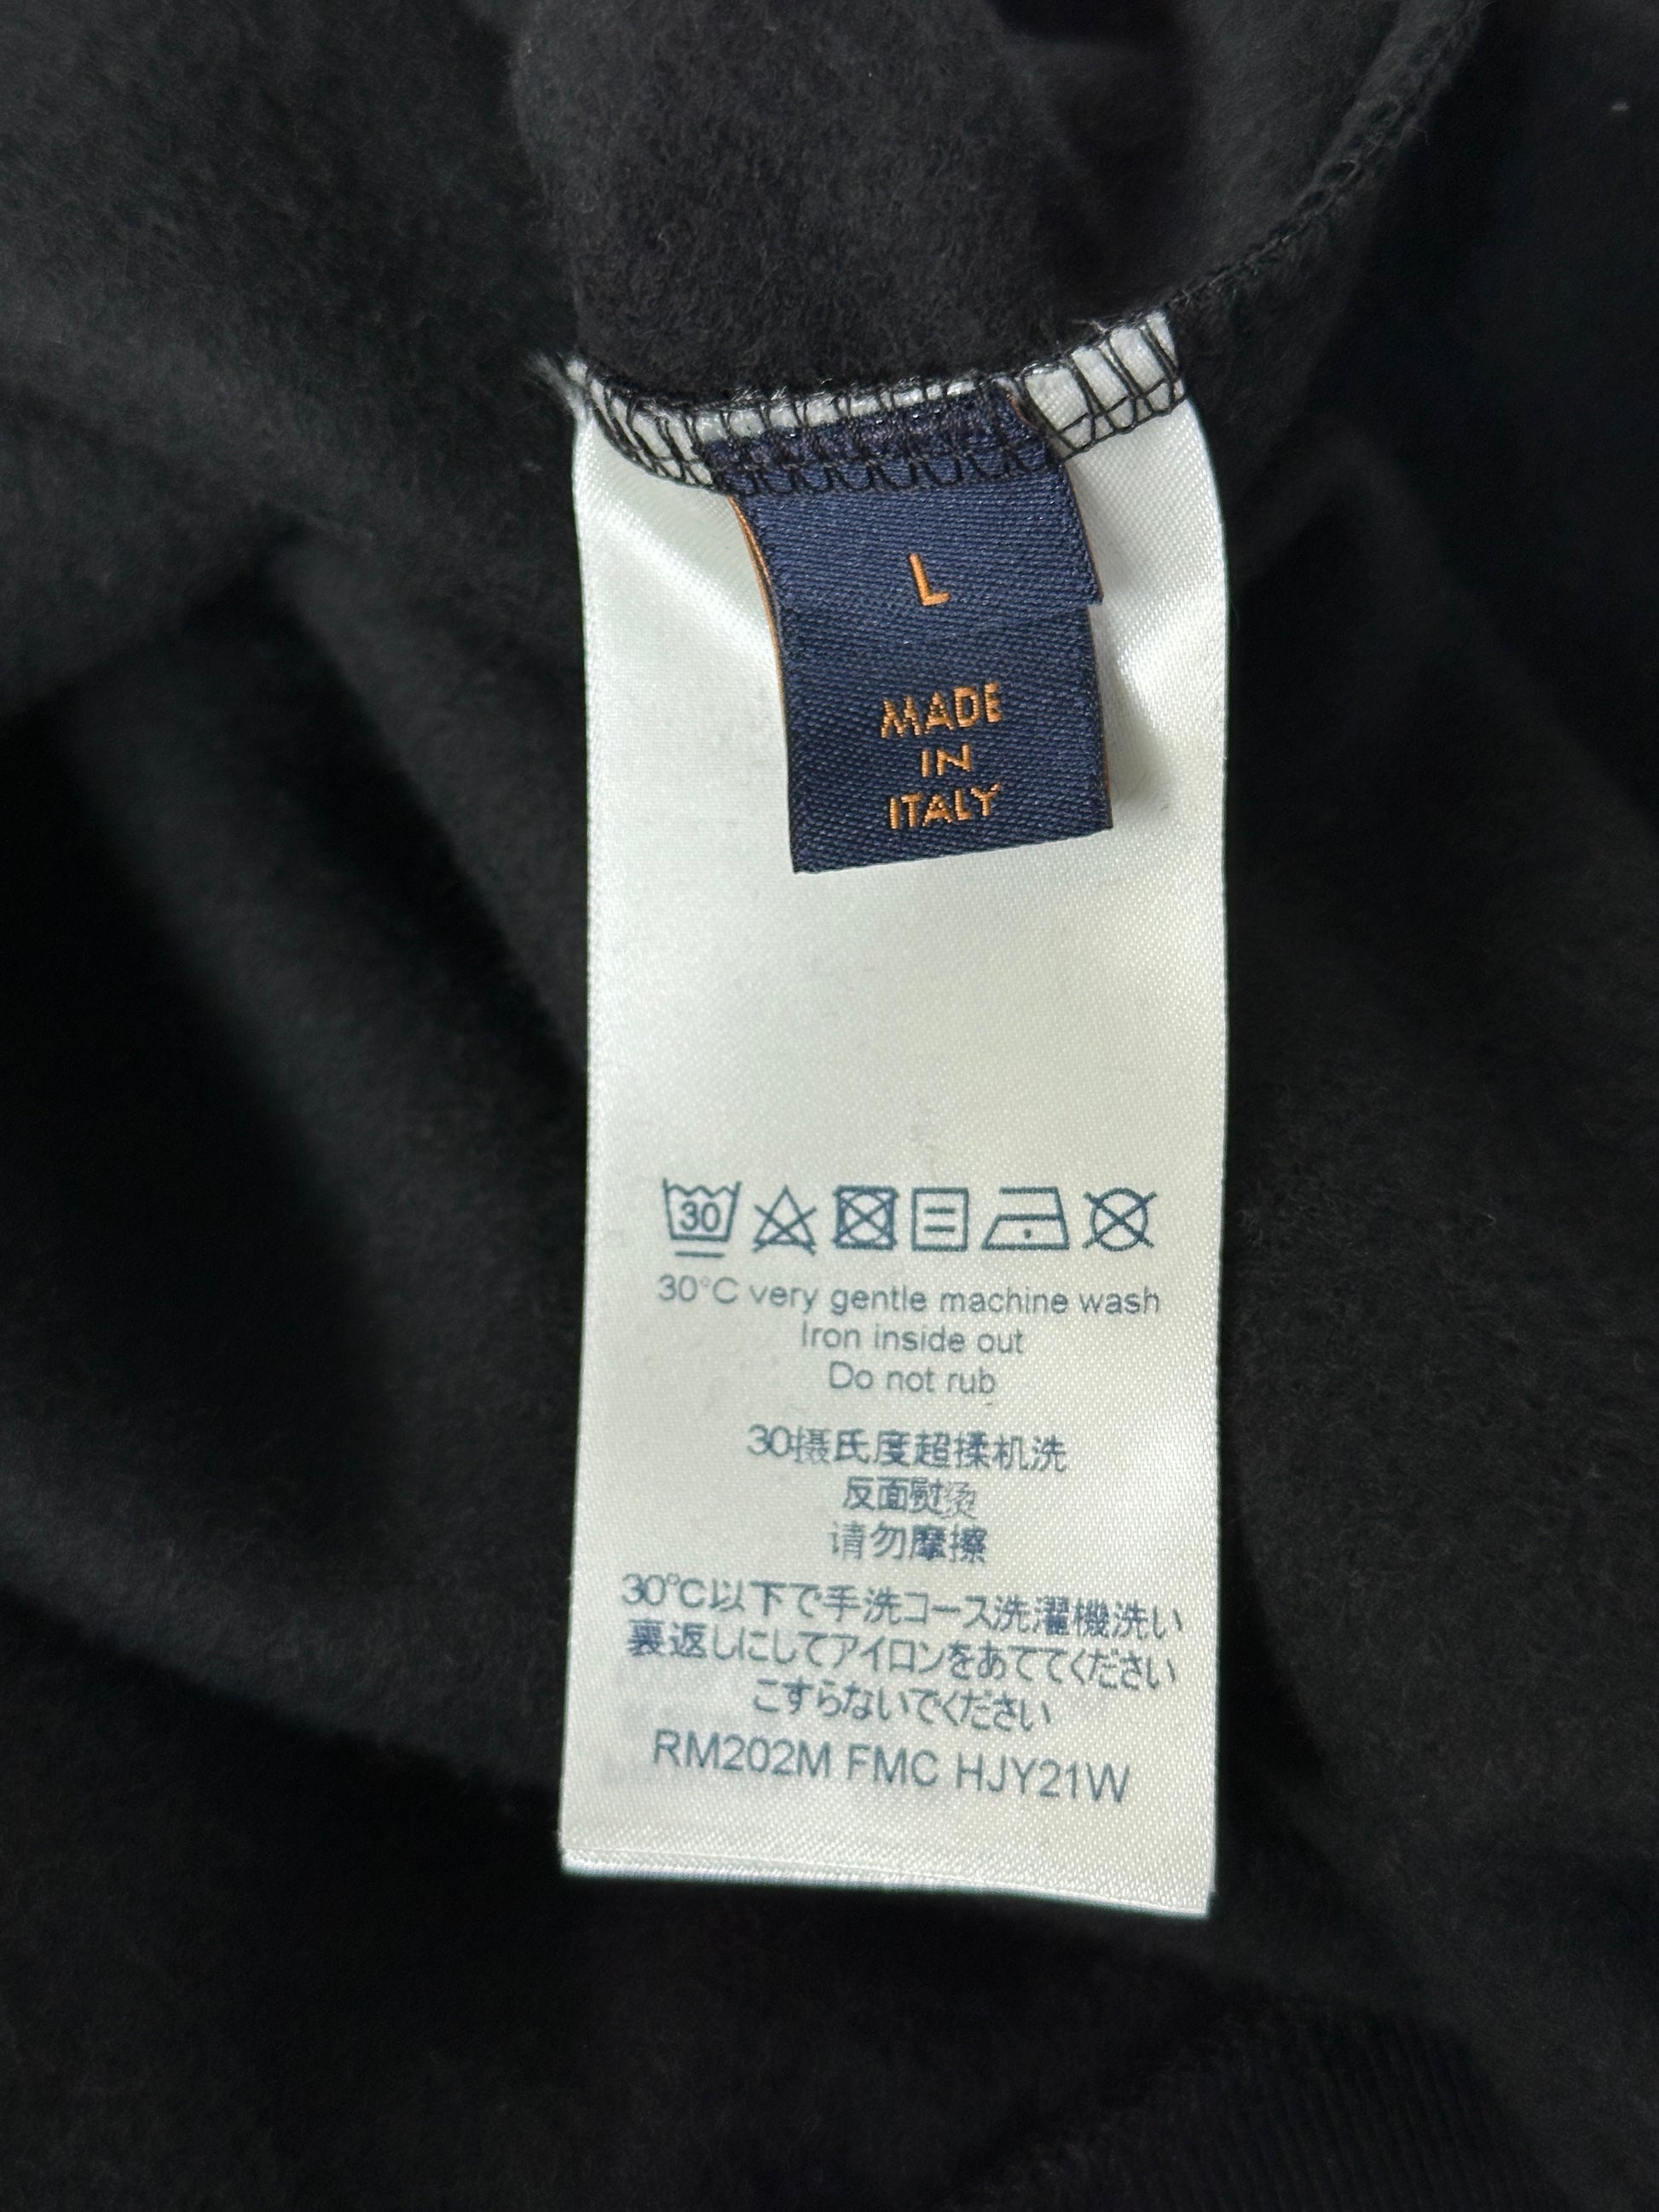 L
MADE
IN
ITALY
30
30°C very gentle machine wash
Iron inside out
Do not rub
30摄氏度超揉机洗
反面熨烫
请勿摩擦
30℃以下で手洗コース洗濯機洗い
裏返しにしてアイロンをあててください
こすらないでください
RM202M FMC HJY21W